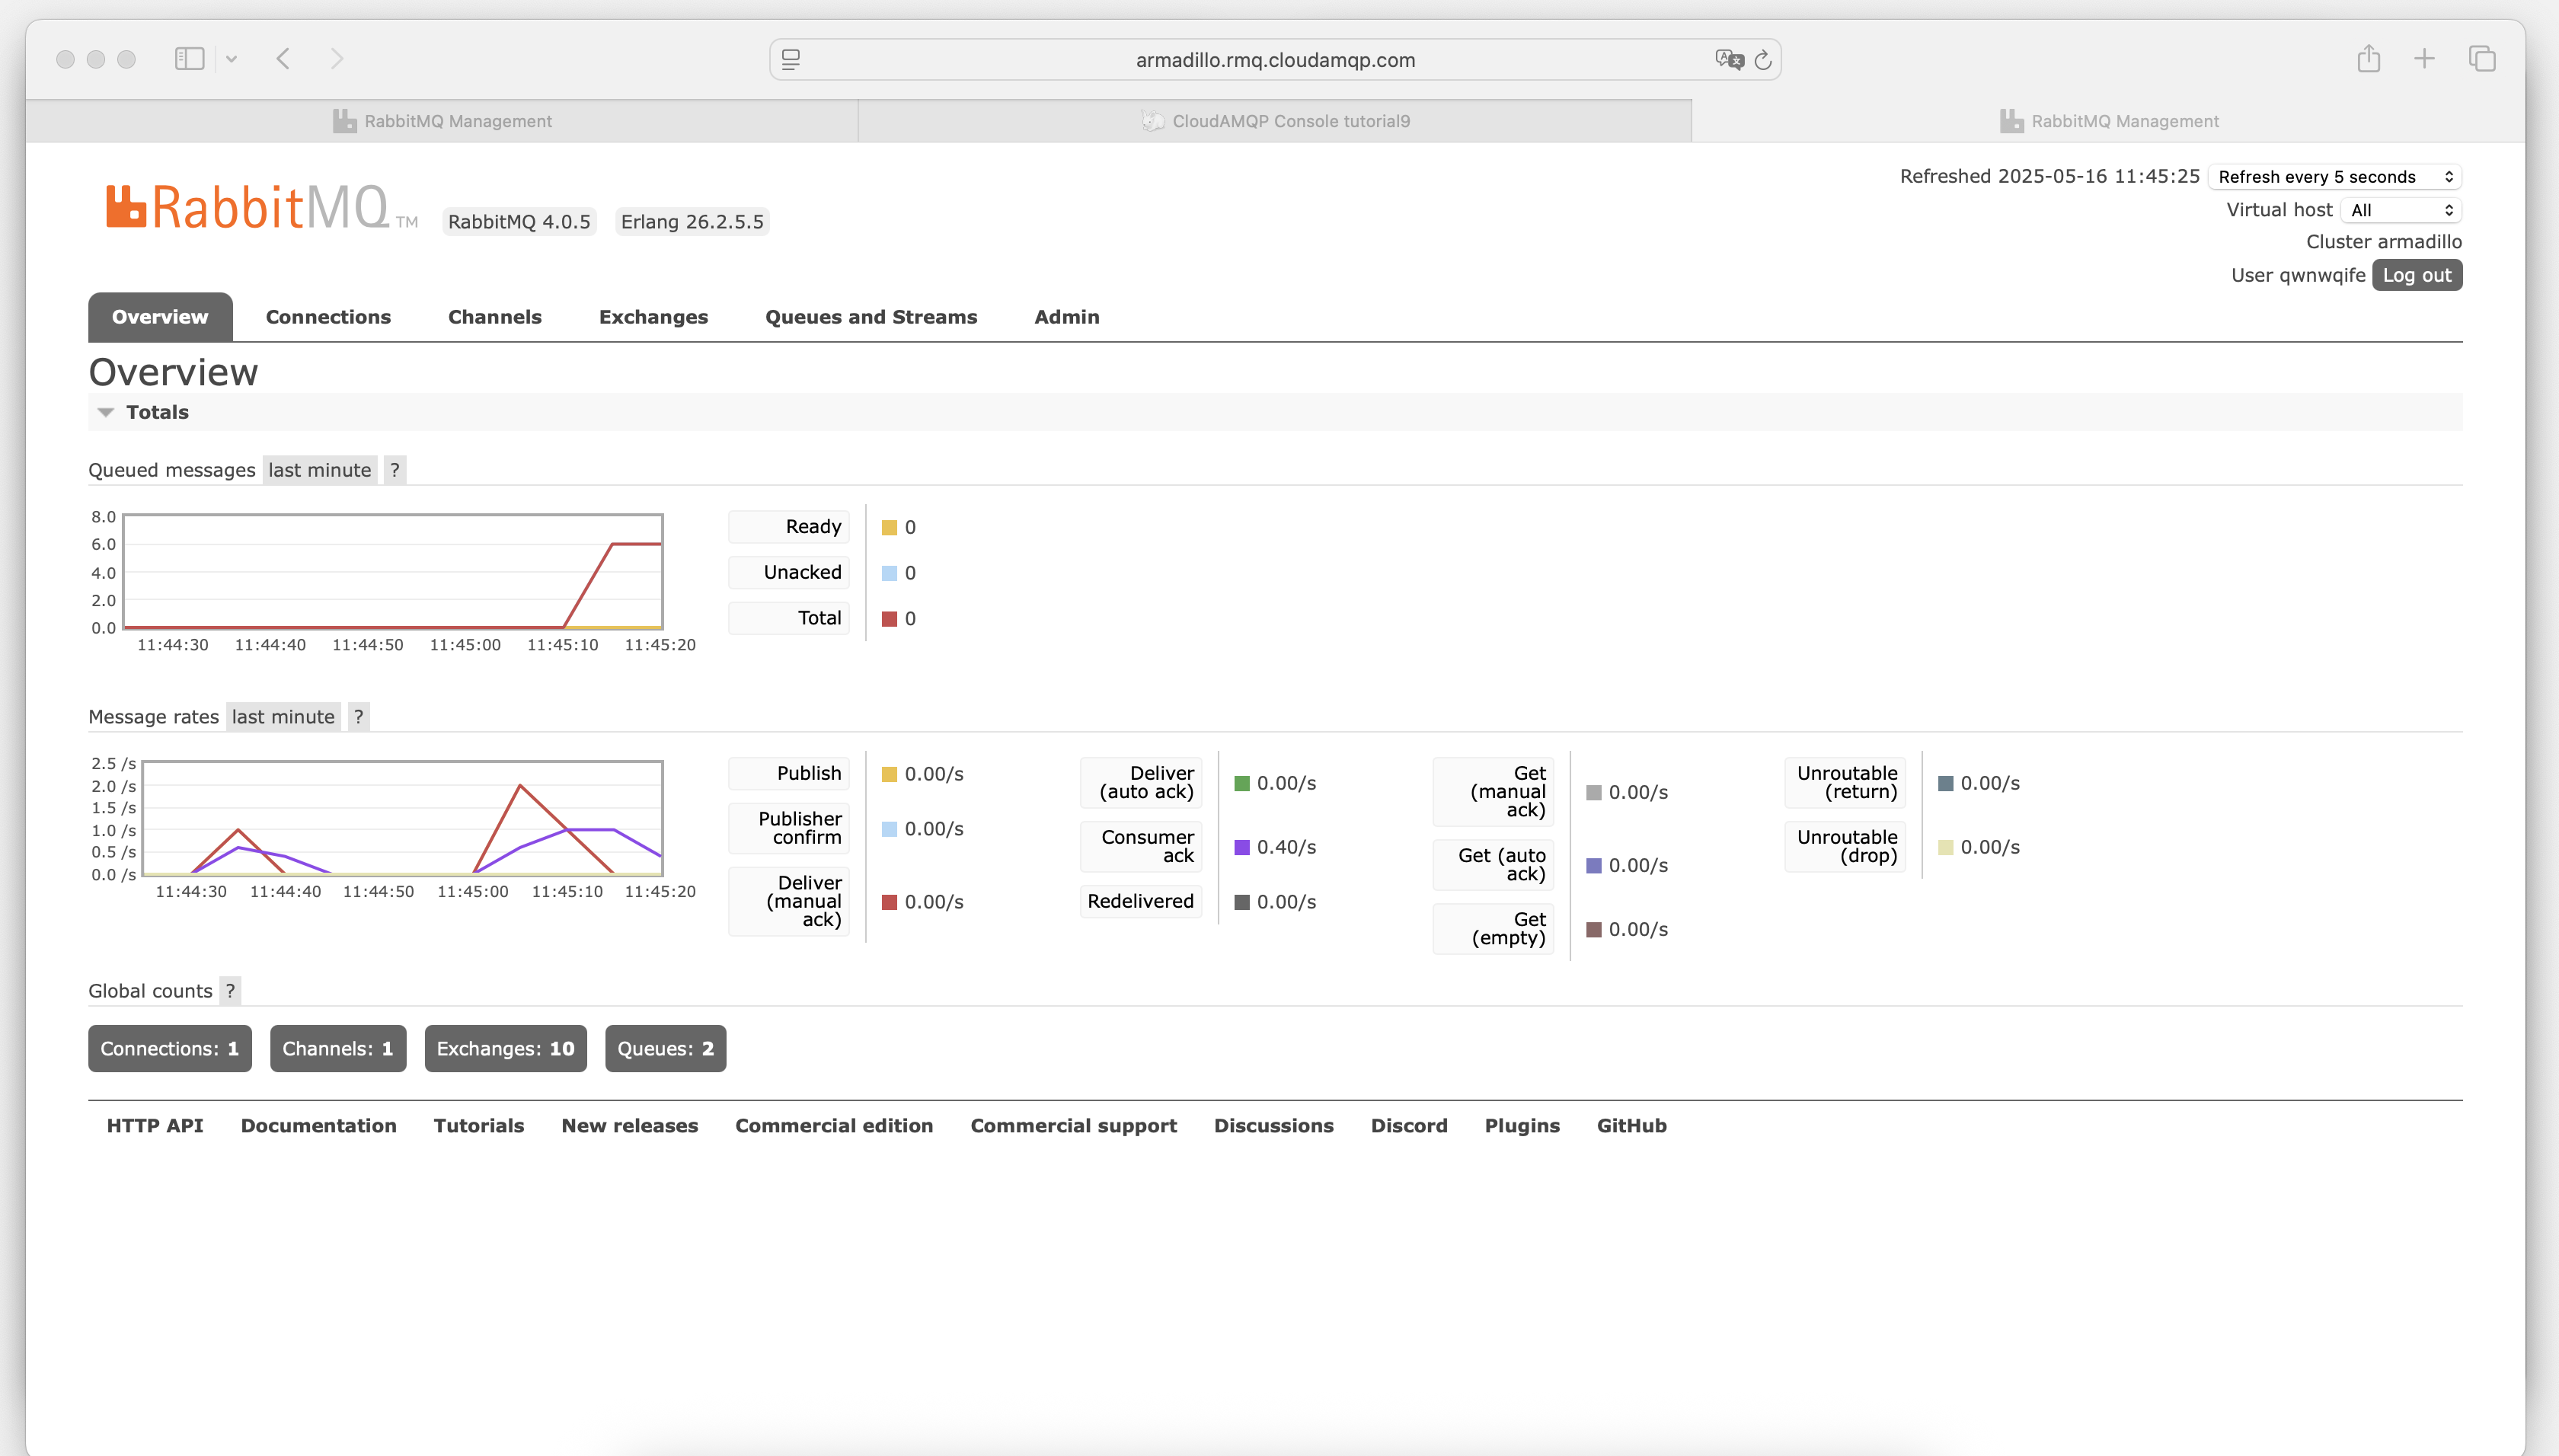 armadillo.rmq.cloudamqp.com
RabbitMQ Management
CloudAMQP Console tutorial9
RabbitMQ Management
Refreshed 2025-05-16 11:45:25 Refresh every 5 seconds
Virtual host All
Cluster armadillo
User qwnwqife Log out
RabbitMQ TM RabbitMQ 4.0.5 Erlang 26.2.5.5
Overview Connections Channels Exchanges Queues and Streams Admin
Overview
Totals
Queued messages last minute ?
8.0
6.0
4.0
2.0
0.0
11:44:30 11:44:40 11:44:50 11:45:00 11:45:10 11:45:20
Ready 0
Unacked 0
Total 0
Message rates last minute ?
2.5 /s
2.0 /s
1.5 /s
1.0 /s
0.5 /s
0.0 /s
11:44:30 11:44:40 11:44:50 11:45:00 11:45:10 11:45:20
Publish 0.00/s
Publisher
confirm 0.00/s
Deliver
(manual
ack) 0.00/s
Deliver
(auto ack) 0.00/s
Consumer
ack 0.40/s
Redelivered 0.00/s
Get
(manual
ack) 0.00/s
Get (auto
ack) 0.00/s
Get
(empty) 0.00/s
Unroutable
(return) 0.00/s
Unroutable
(drop) 0.00/s
Global counts ?
Connections: 1 Channels: 1 Exchanges: 10 Queues: 2
HTTP API Documentation Tutorials New releases Commercial edition Commercial support Discussions Discord Plugins GitHub